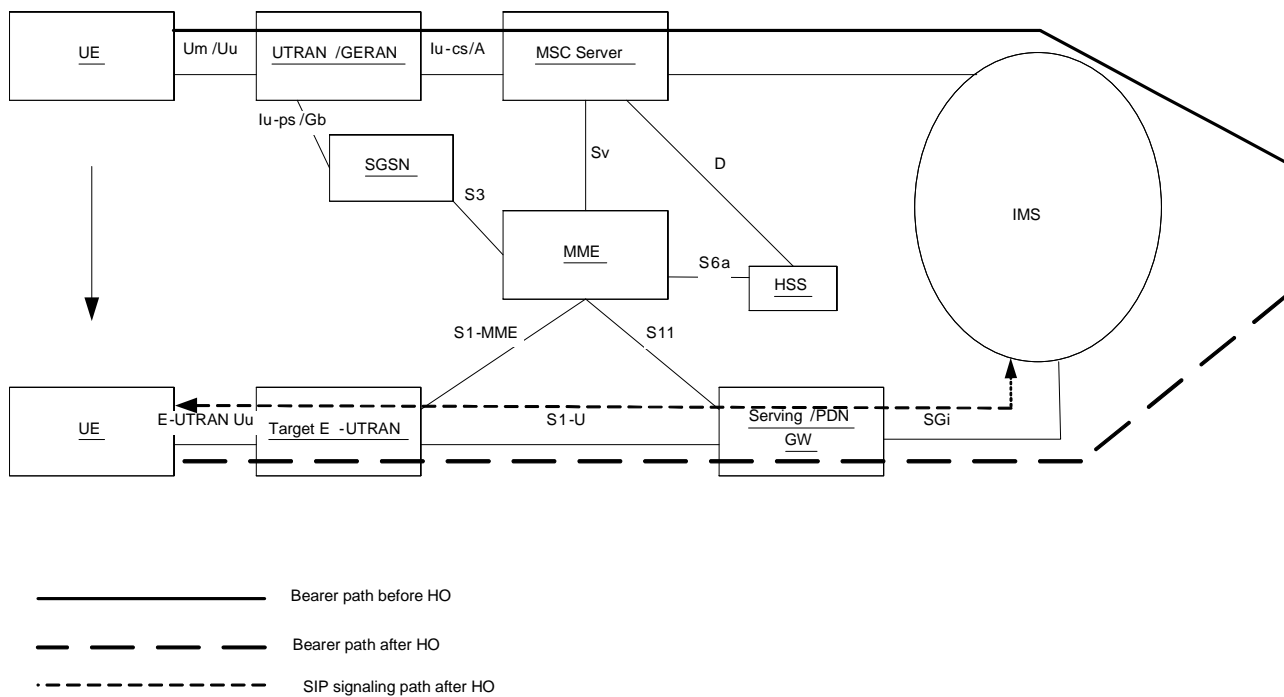 UE
Um /Uu
UTRAN /GERAN
Iu-cs/A
MSC Server
Iu-ps /Gb
SGSN
Sv
D
S3
IMS
MME
S6a
HSS
S1-MME
S11
UE
E-UTRAN Uu
Target E -UTRAN
S1-U
Serving /PDN
GW
SGi
Bearer path before HO
Bearer path after HO
SIP signaling path after HO